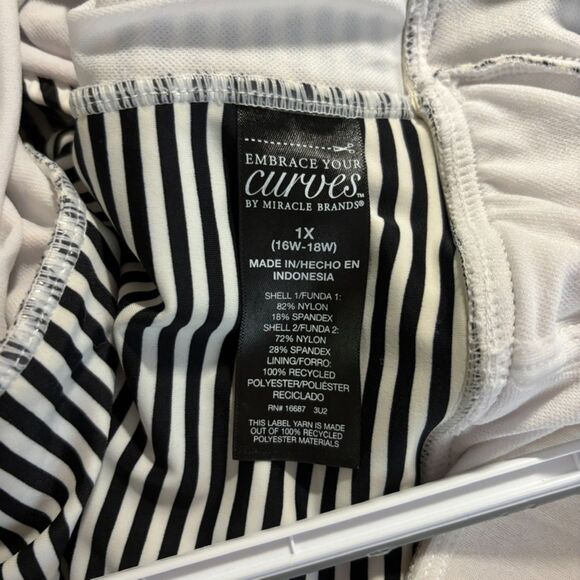 EMBRACE YOUR
curves™
BY MIRACLE BRANDS®
1X
(16W-18W)
MADE IN/HECHO EN
INDONESIA
SHELL 1/FUNDA 1:
82% NYLON
18% SPANDEX
SHELL 2/FUNDA 2:
72% NYLON
28% SPANDEX
LINING/FORRO:
100% RECYCLED
POLYESTER/POLIÉSTER
RECICLADO
RN# 16687 3U2
THIS LABEL YARN IS MADE
OUT OF 100% RECYCLED
POLYESTER MATERIALS